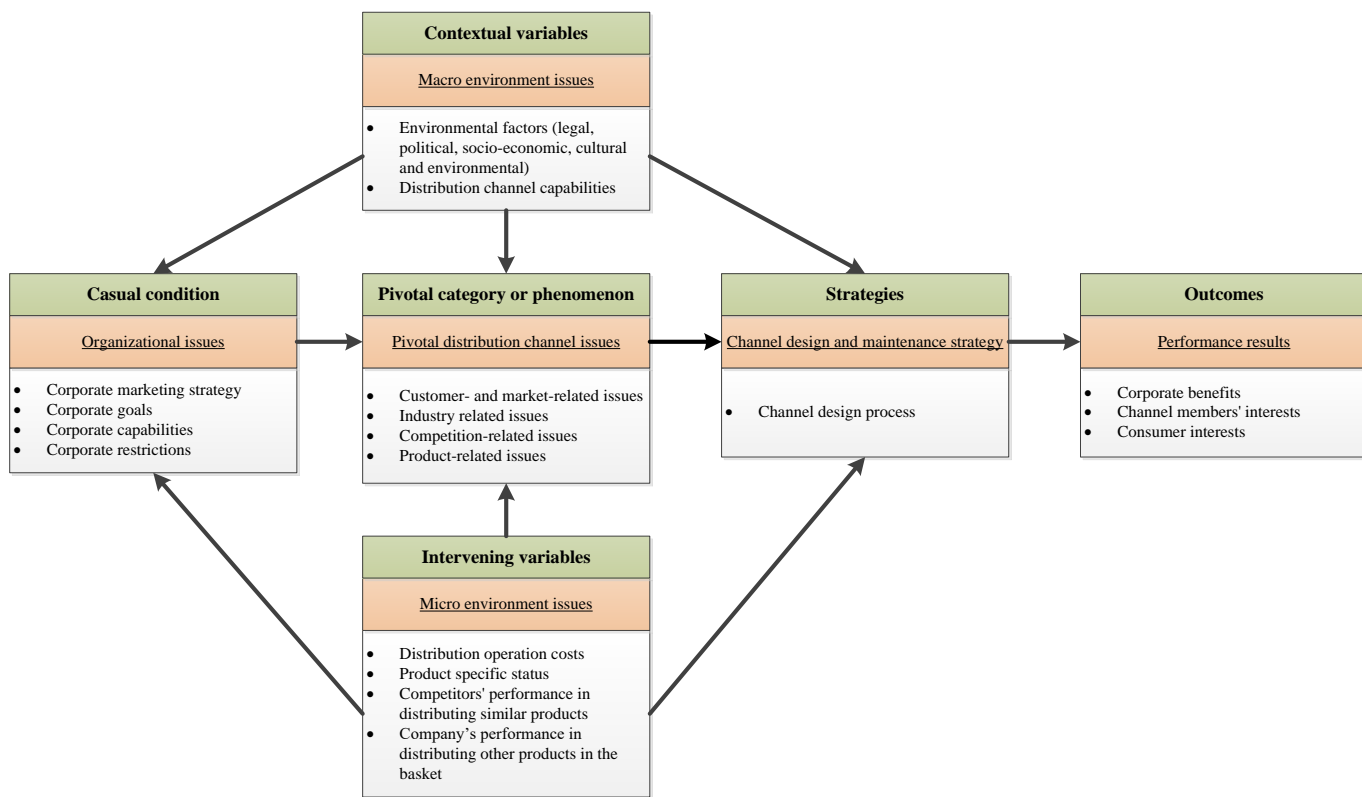 Contextual variables
Macro environment issues
• Environmental factors (legal,
political, socio-economic, cultural
and environmental)
• Distribution channel capabilities
Casual condition
Organizational issues
• Corporate marketing strategy
• Corporate goals
• Corporate capabilities
• Corporate restrictions
Pivotal category or phenomenon
Pivotal distribution channel issues
• Customer- and market-related issues
• Industry related issues
• Competition-related issues
• Product-related issues
Strategies
Channel design and maintenance strategy
• Channel design process
Outcomes
Performance results
• Corporate benefits
• Channel members' interests
• Consumer interests
Intervening variables
Micro environment issues
• Distribution operation costs
• Product specific status
• Competitors' performance in
distributing similar products
• Company’s performance in
distributing other products in the
basket